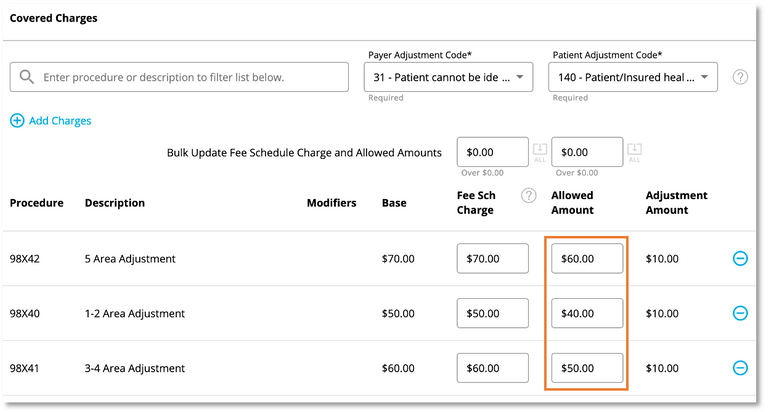 Covered Charges
Payer Adjustment Code* Patient Adjustment Code*
Enter procedure or description to filter list below. 31 - Patient cannot be ide ... 140 - Patient/Insured heal ... ?
Required Required
Add Charges
Bulk Update Fee Schedule Charge and Allowed Amounts $0.00 ALL $0.00 ALL
Over $0.00 Over $0.00
Procedure Description Modifiers Base Fee Sch Charge ? Allowed Amount Adjustment Amount
98X42 5 Area Adjustment $70.00 $70.00 $60.00 $10.00
98X40 1-2 Area Adjustment $50.00 $50.00 $40.00 $10.00
98X41 3-4 Area Adjustment $60.00 $60.00 $50.00 $10.00